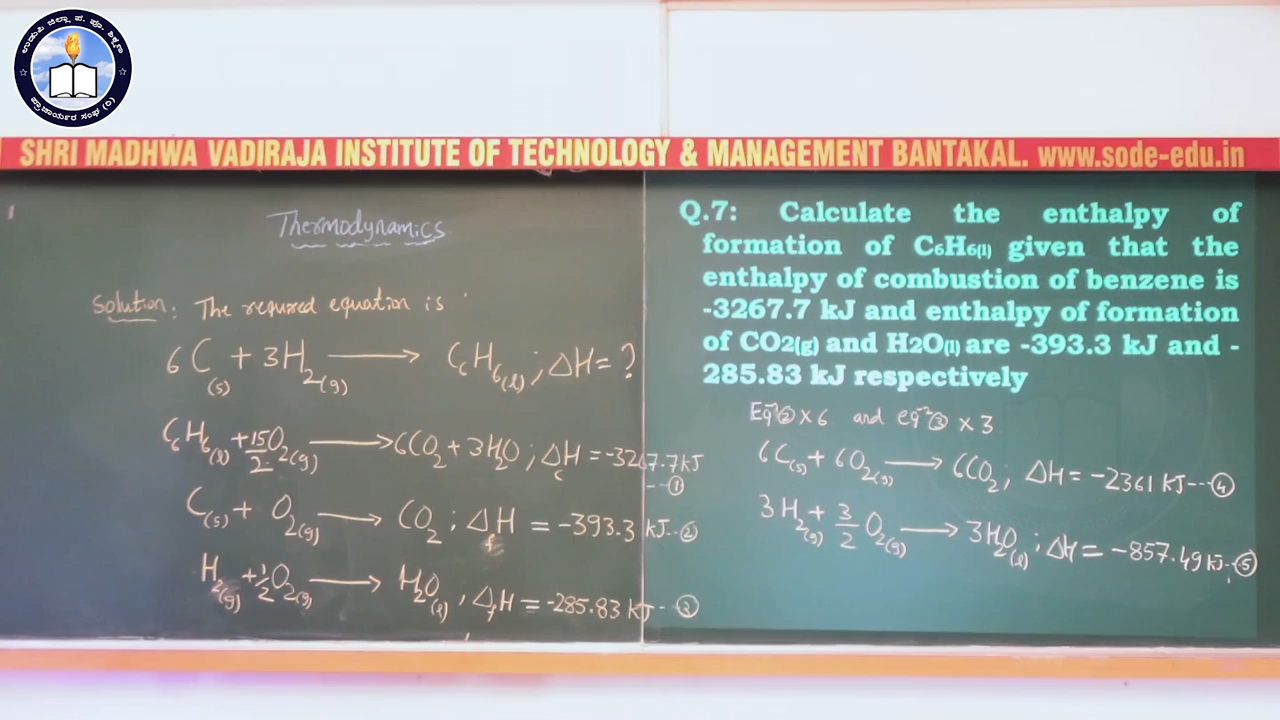 ಉಡುಪಿ ಜಿಲ್ಲಾ ಪ. ಪೂ. ಶಿಕ್ಷಣ
ಪ್ರಾಚಾರ್ಯರ ಸಂಘ (ರಿ)
SHRI MADHWA VADIRAJA INSTITUTE OF TECHNOLOGY & MANAGEMENT BANTAKAL. www.sode-edu.in
Thermodynamics
Solution: The required equation is
6C(s) + 3H2(g) ⟶ C6H6(l) ; ΔH = ?
C6H6(l) + 15/2 O2(g) ⟶ 6CO2 + 3H2O ; ΔcH = -3267.7 KJ -- ①
C(s) + O2(g) ⟶ CO2 ; ΔfH = -393.3 KJ -- ②
H2(g) + 1/2 O2(g) ⟶ H2O(l) , ΔfH = -285.83 KJ -- ③
Q.7: Calculate the enthalpy of
formation of C6H6(l) given that the
enthalpy of combustion of benzene is
-3267.7 kJ and enthalpy of formation
of CO2(g) and H2O(l) are -393.3 kJ and -
285.83 kJ respectively
Eqn ② × 6 and eqn ③ × 3
6C(s) + 6O2(g) ⟶ 6CO2 ; ΔH = -2361 KJ --- ④
3H2(g) + 3/2 O2(g) ⟶ 3H2O(l) ; ΔH = -857.49 KJ -- ⑤